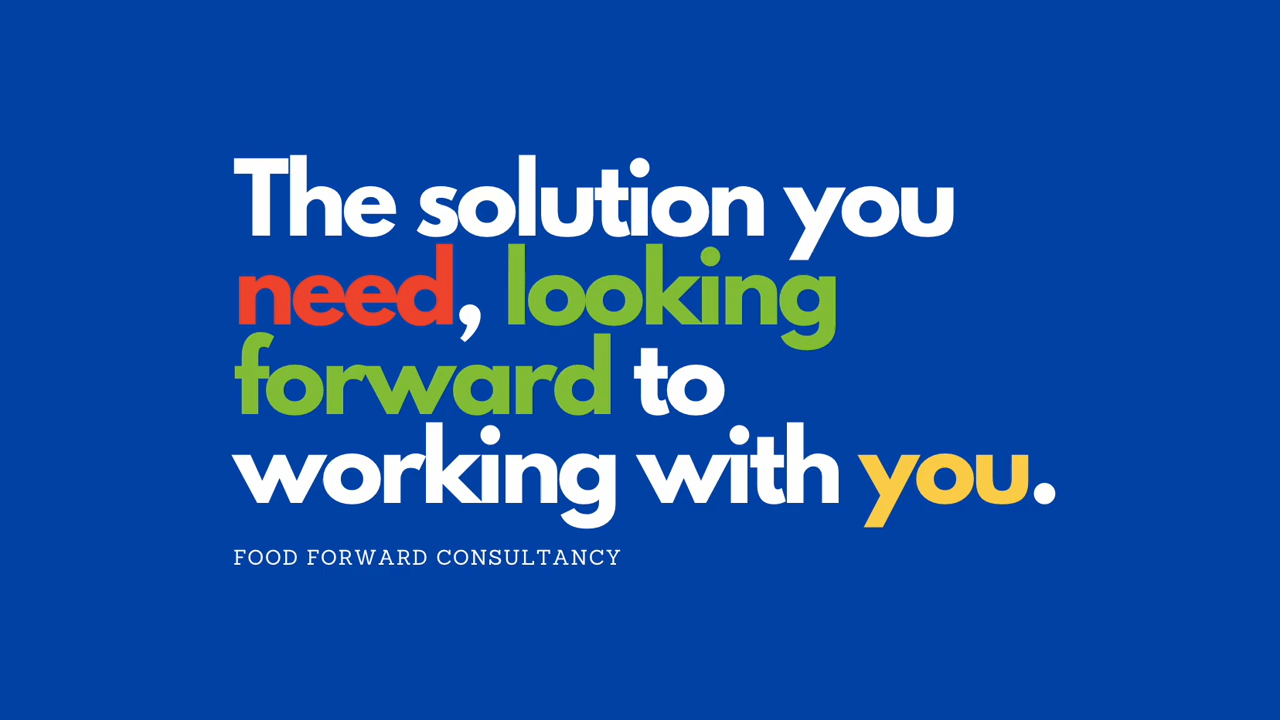 The solution you
need, looking
forward to
working with you.
FOOD FORWARD CONSULTANCY